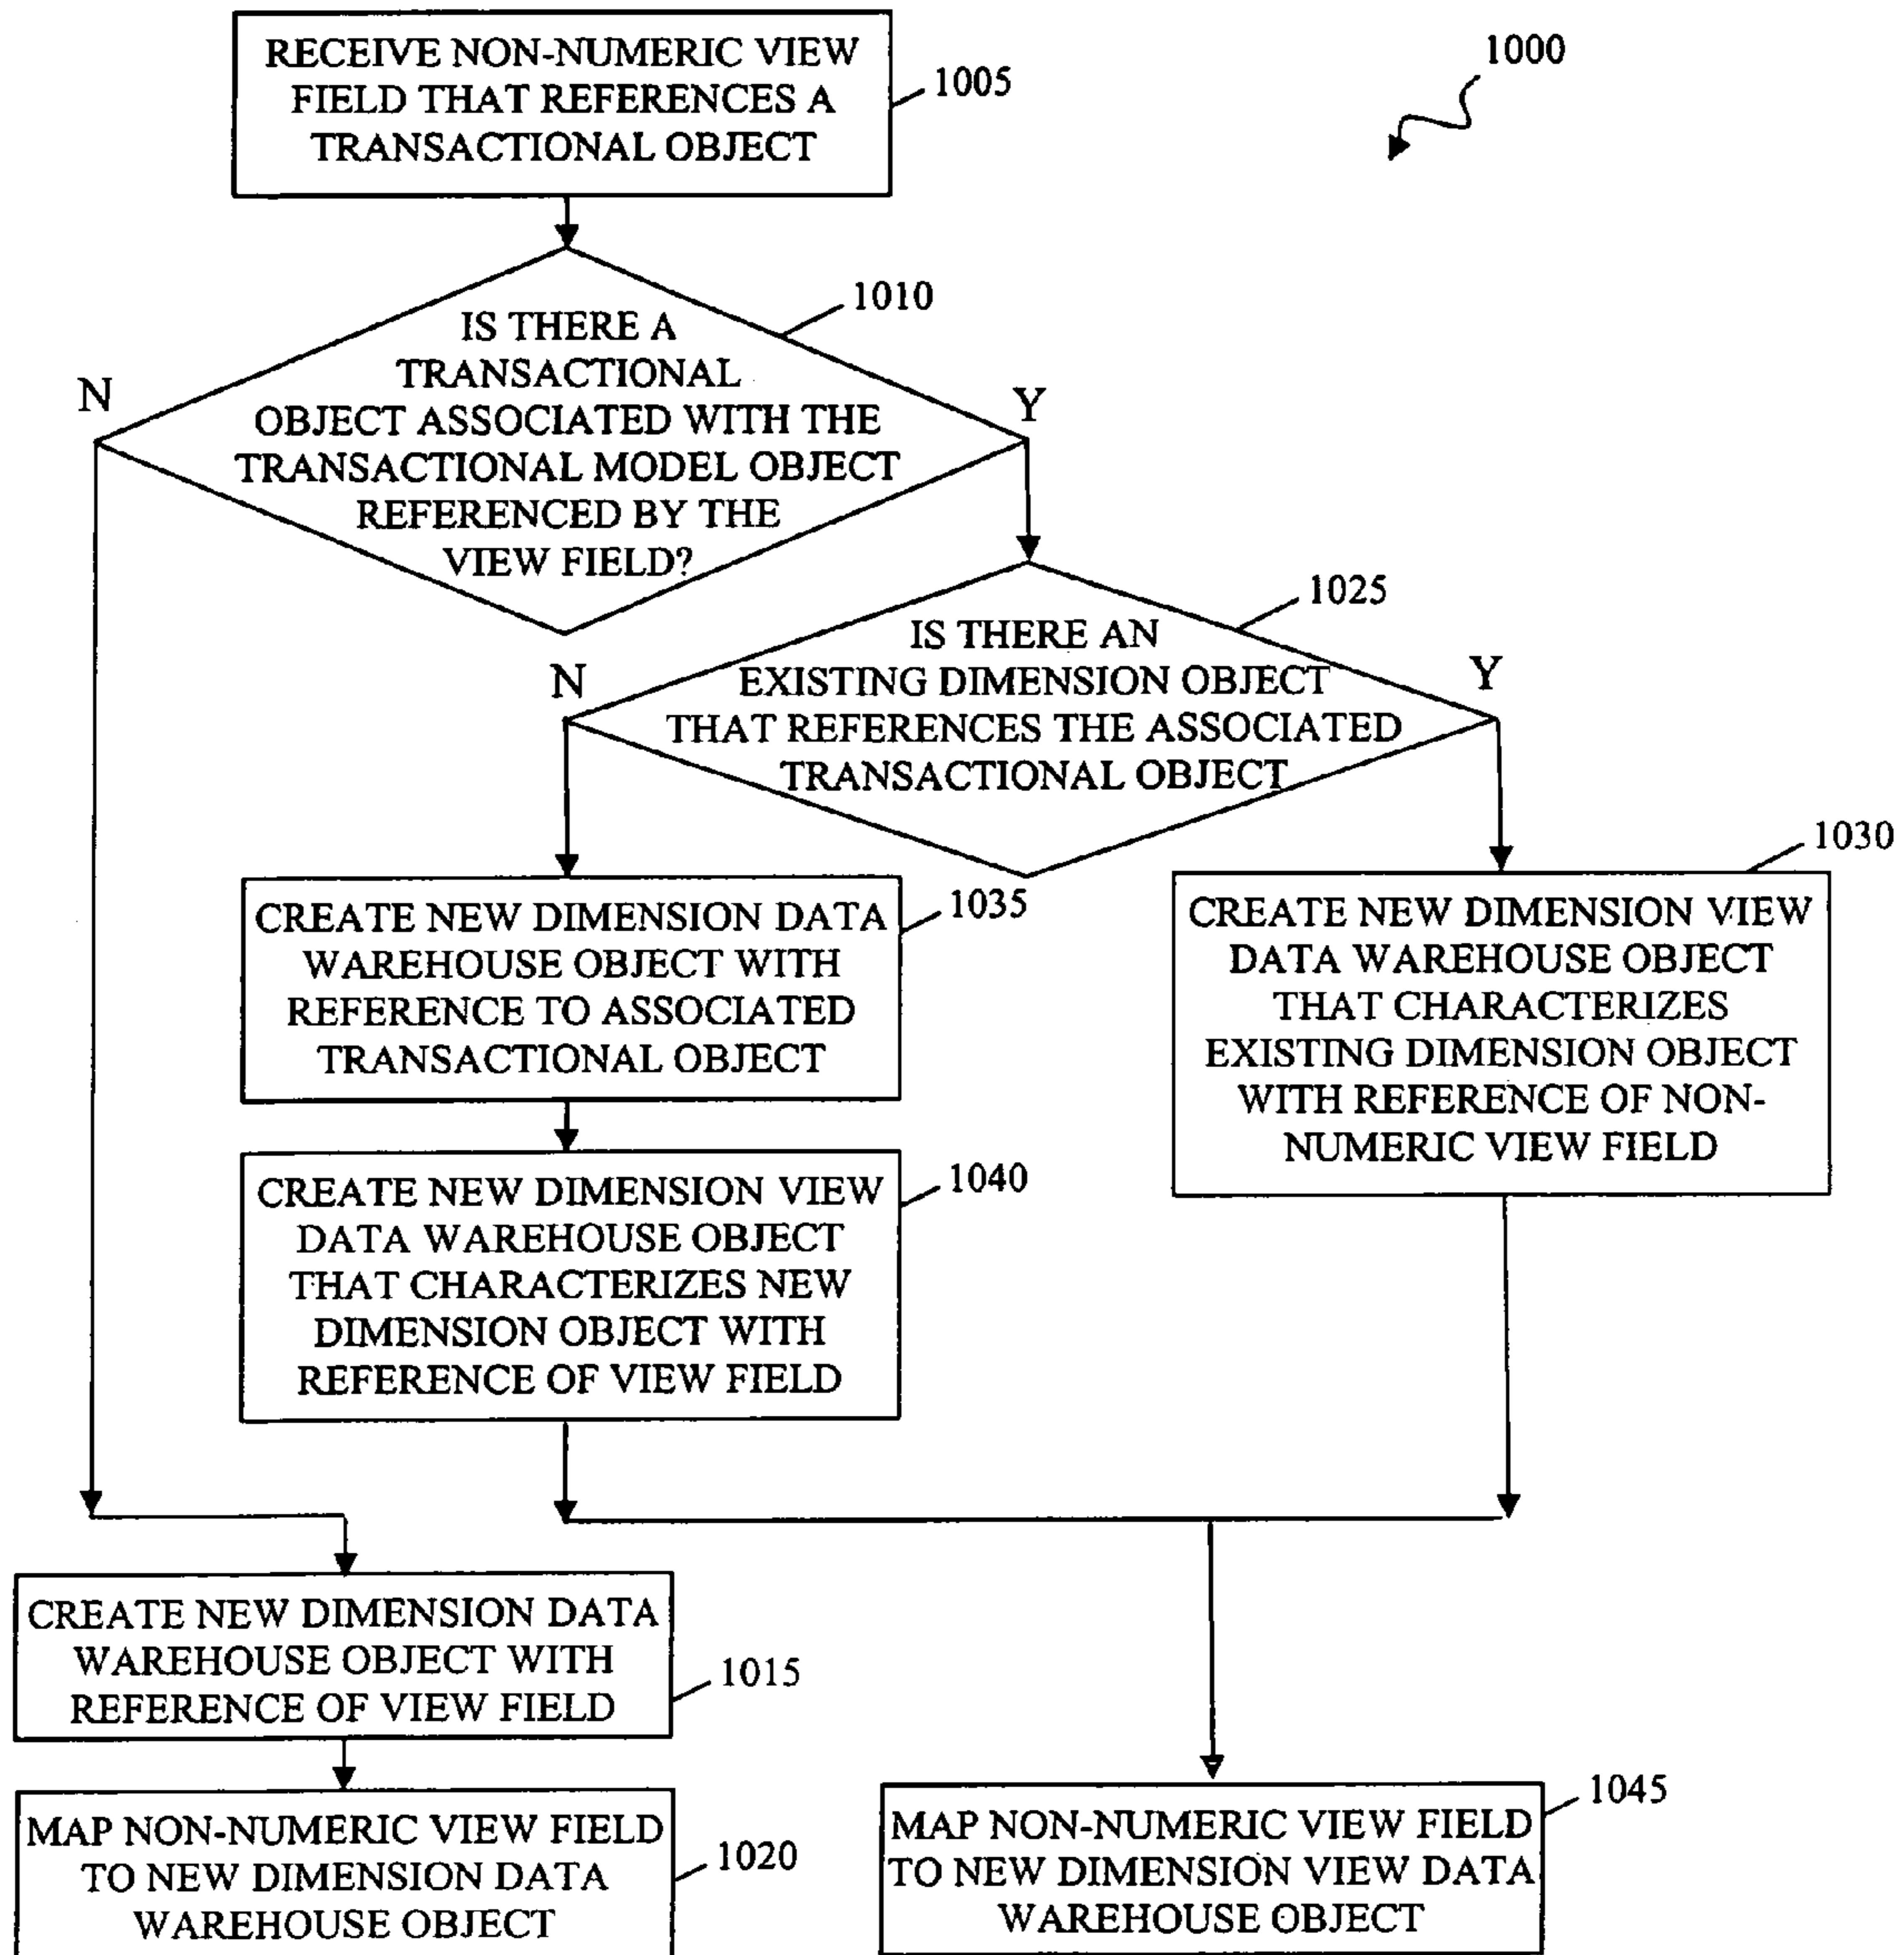 RECEIVE NON-NUMERIC VIEW
FIELD THAT REFERENCES A
TRANSACTIONAL OBJECT
1005
1000
1010
IS THERE A
TRANSACTIONAL
OBJECT ASSOCIATED WITH THE
TRANSACTIONAL MODEL OBJECT
REFERENCED BY THE
VIEW FIELD?
N
Y
1025
IS THERE AN
EXISTING DIMENSION OBJECT
THAT REFERENCES THE ASSOCIATED
TRANSACTIONAL OBJECT
N
Y
1035
CREATE NEW DIMENSION DATA
WAREHOUSE OBJECT WITH
REFERENCE TO ASSOCIATED
TRANSACTIONAL OBJECT
1030
CREATE NEW DIMENSION VIEW
DATA WAREHOUSE OBJECT
THAT CHARACTERIZES
EXISTING DIMENSION OBJECT
WITH REFERENCE OF NON-
NUMERIC VIEW FIELD
1040
CREATE NEW DIMENSION VIEW
DATA WAREHOUSE OBJECT
THAT CHARACTERIZES NEW
DIMENSION OBJECT WITH
REFERENCE OF VIEW FIELD
CREATE NEW DIMENSION DATA
WAREHOUSE OBJECT WITH
REFERENCE OF VIEW FIELD
1015
MAP NON-NUMERIC VIEW FIELD
TO NEW DIMENSION DATA
WAREHOUSE OBJECT
1020
MAP NON-NUMERIC VIEW FIELD
TO NEW DIMENSION VIEW DATA
WAREHOUSE OBJECT
1045